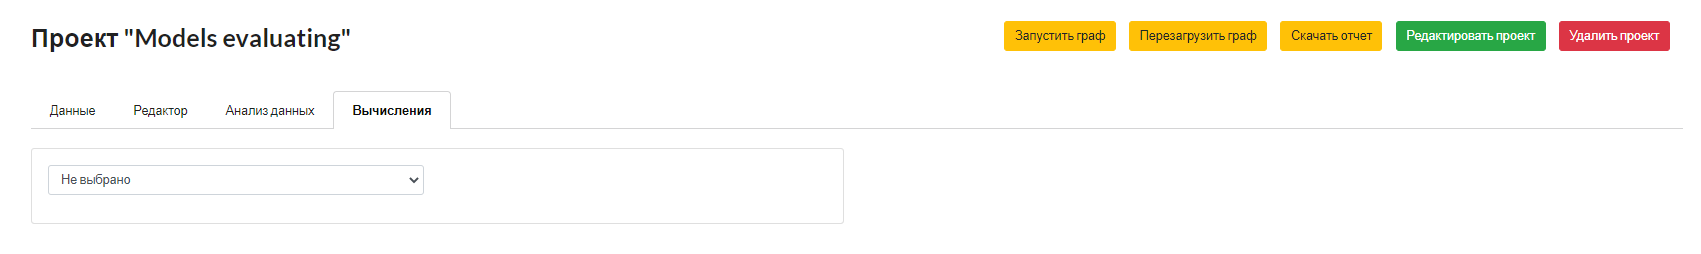 Проект "Models evaluating"
Запустить граф
Перезагрузить граф
Скачать отчет
Редактировать проект
Удалить проект
Данные
Редактор
Анализ данных
Вычисления
Не выбрано